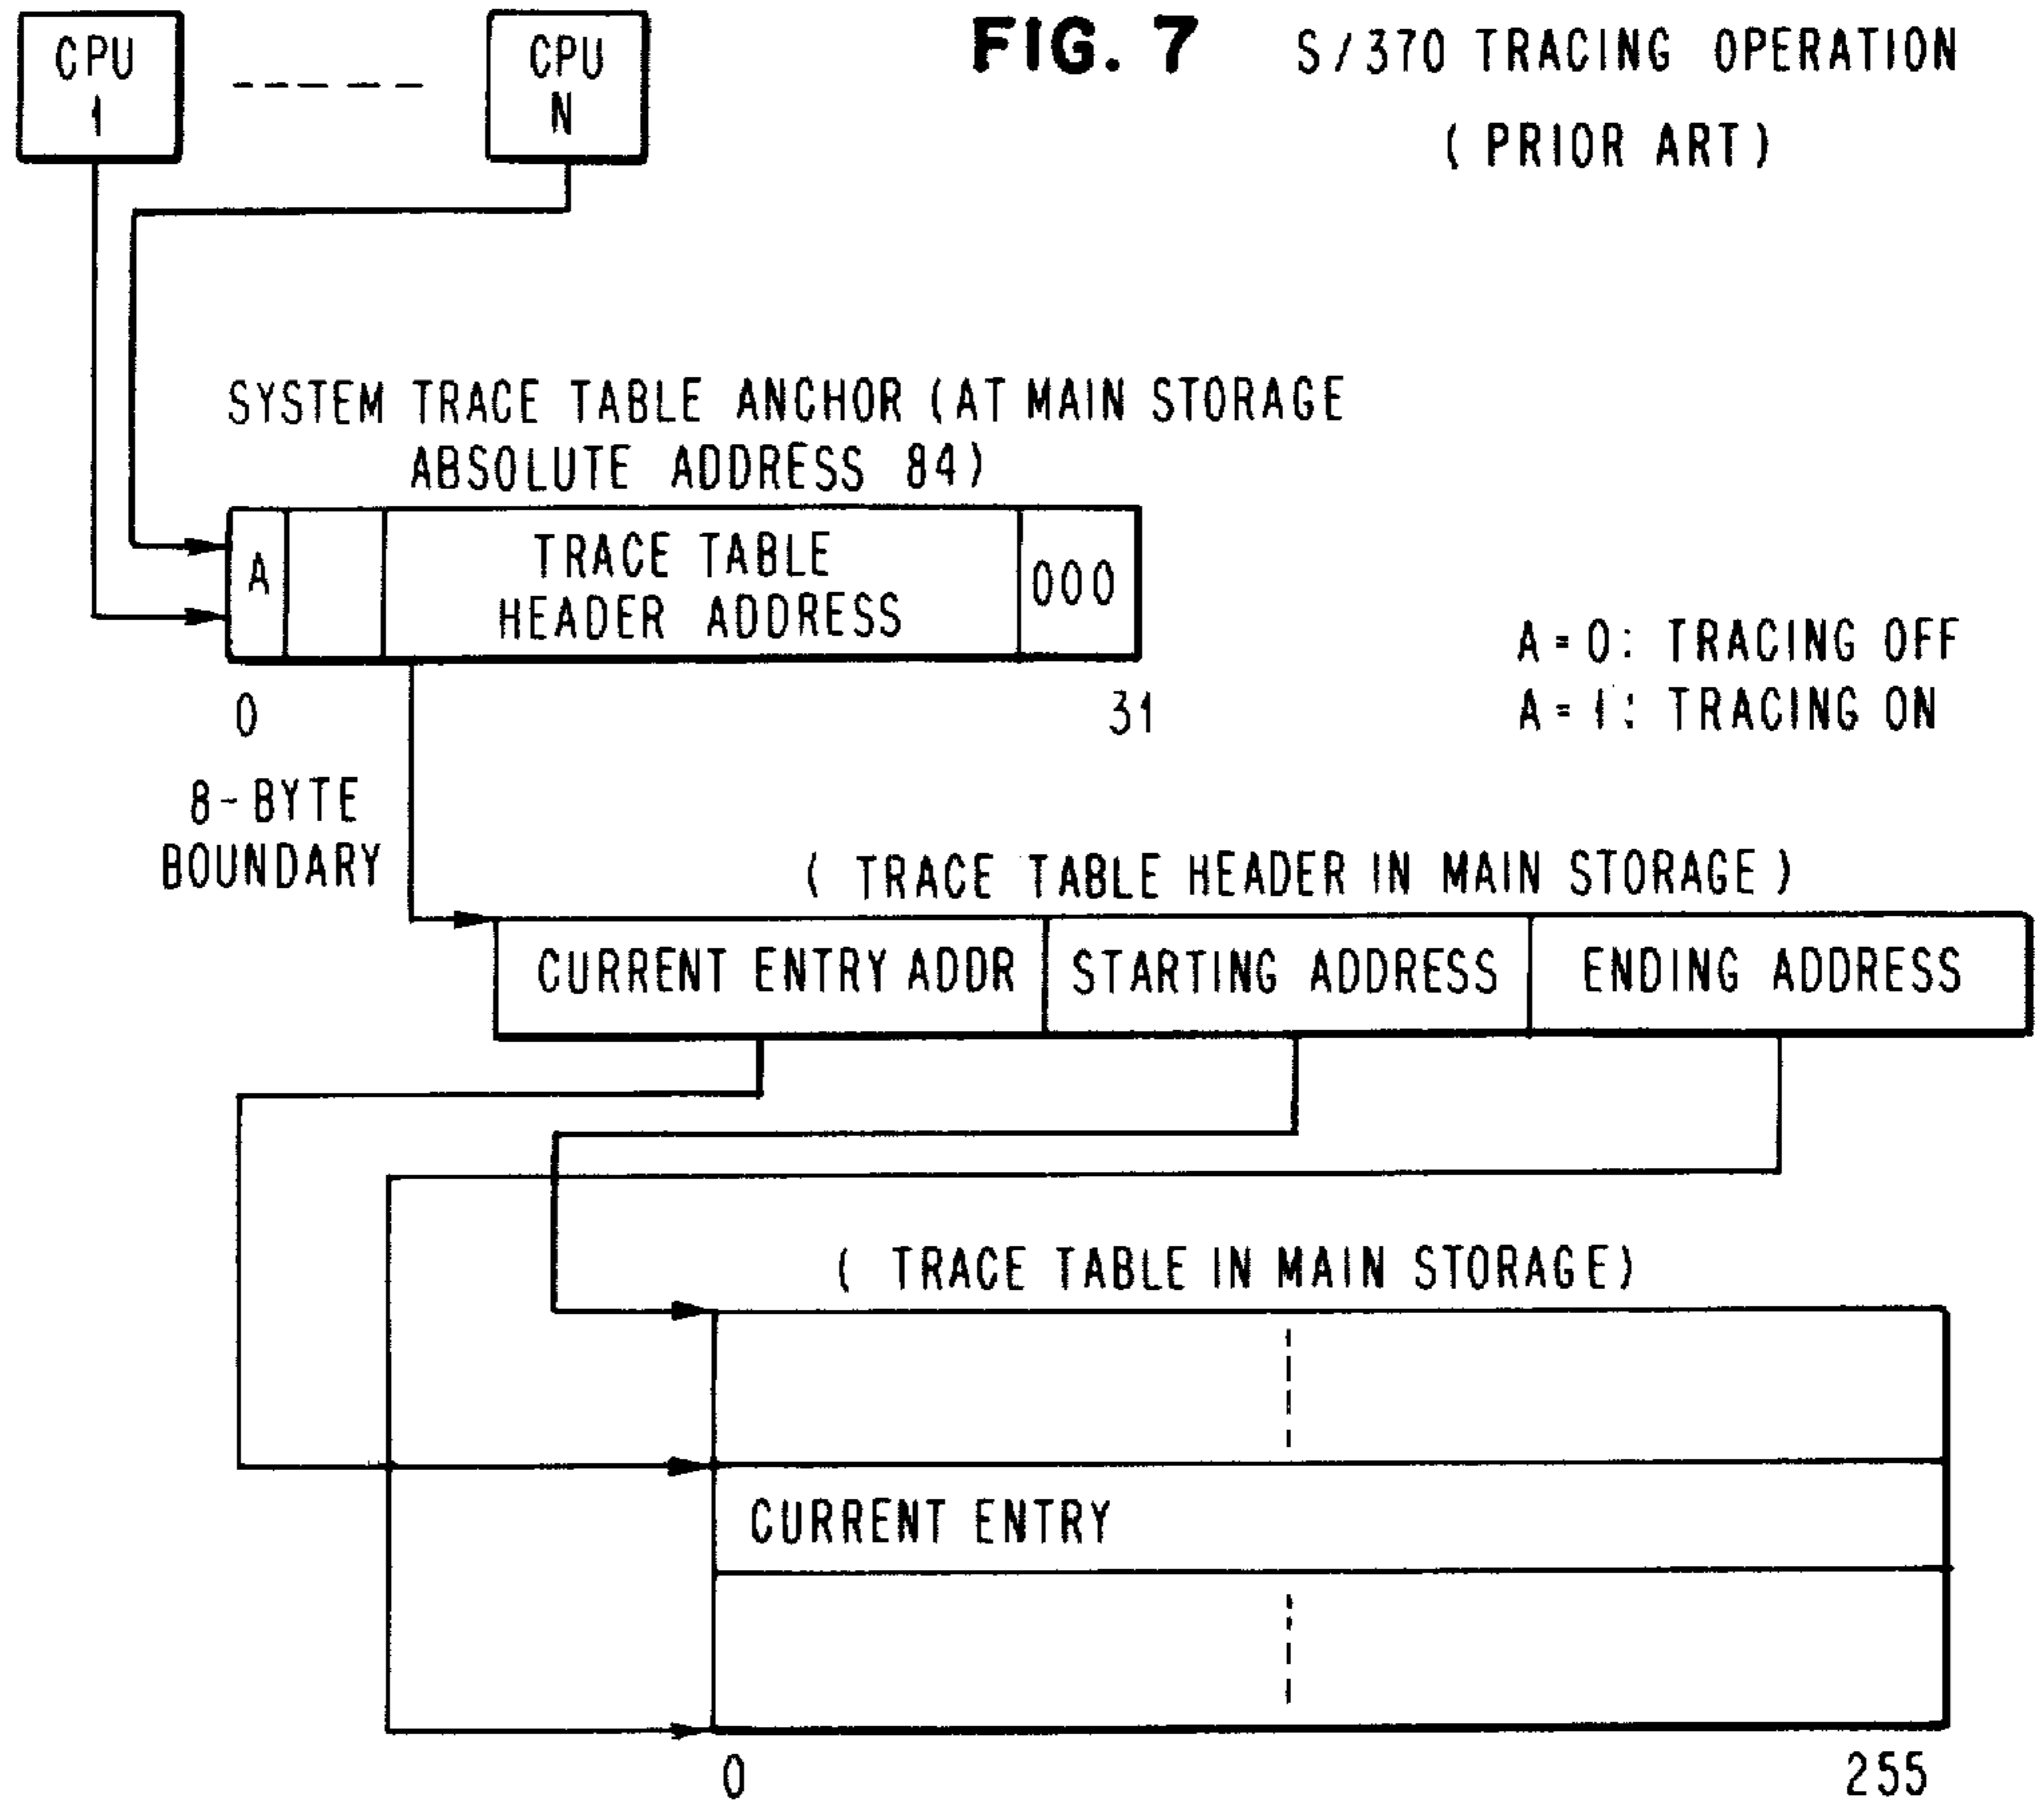 CPU
1
CPU
N
FIG. 7 S/370 TRACING OPERATION
(PRIOR ART)
SYSTEM TRACE TABLE ANCHOR (AT MAIN STORAGE
ABSOLUTE ADDRESS 84)
A
TRACE TABLE
HEADER ADDRESS
000
0
31
A=0: TRACING OFF
A=1: TRACING ON
8-BYTE
BOUNDARY
( TRACE TABLE HEADER IN MAIN STORAGE )
CURRENT ENTRY ADDR
STARTING ADDRESS
ENDING ADDRESS
( TRACE TABLE IN MAIN STORAGE)
CURRENT ENTRY
0
255